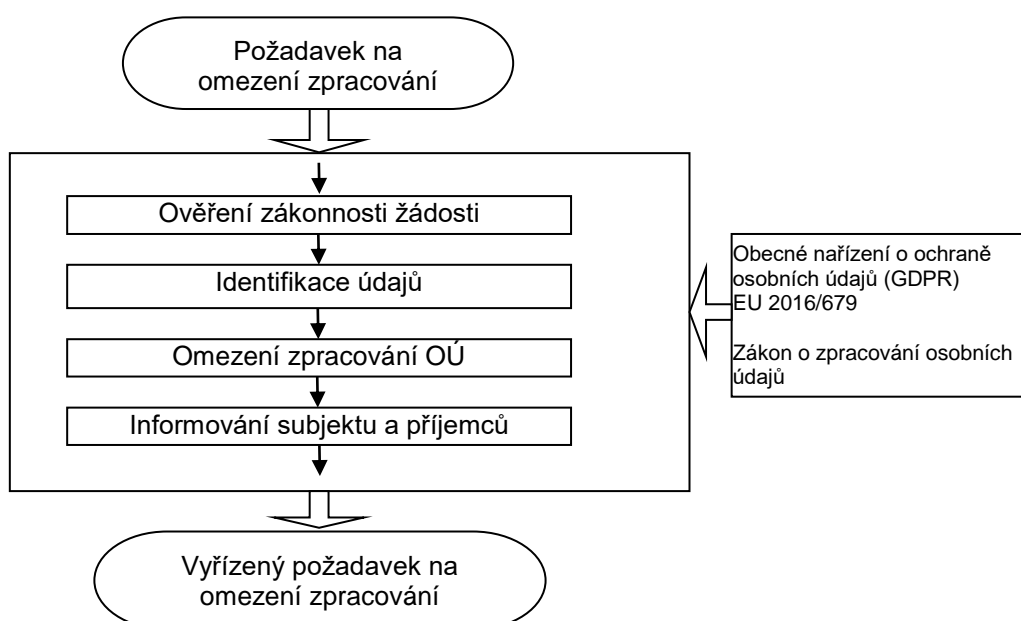 Požadavek na
omezení zpracování
Ověření zákonnosti žádosti
Identifikace údajů
Omezení zpracování OÚ
Informování subjektu a příjemců
Obecné nařízení o ochraně
osobních údajů (GDPR)
EU 2016/679
Zákon o zpracování osobních
údajů
Vyřízený požadavek na
omezení zpracování